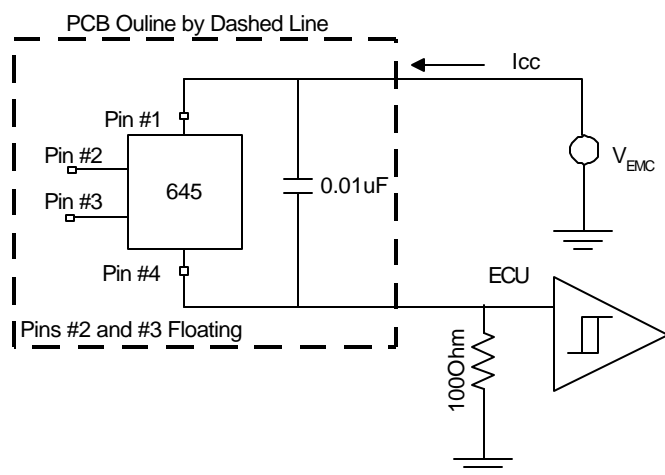 PCB Ouline by Dashed Line
Icc
Pin #1
Pin #2
V_EMC
645
0.01uF
Pin #3
Pin #4
ECU
Pins #2 and #3 Floating
100Ohm